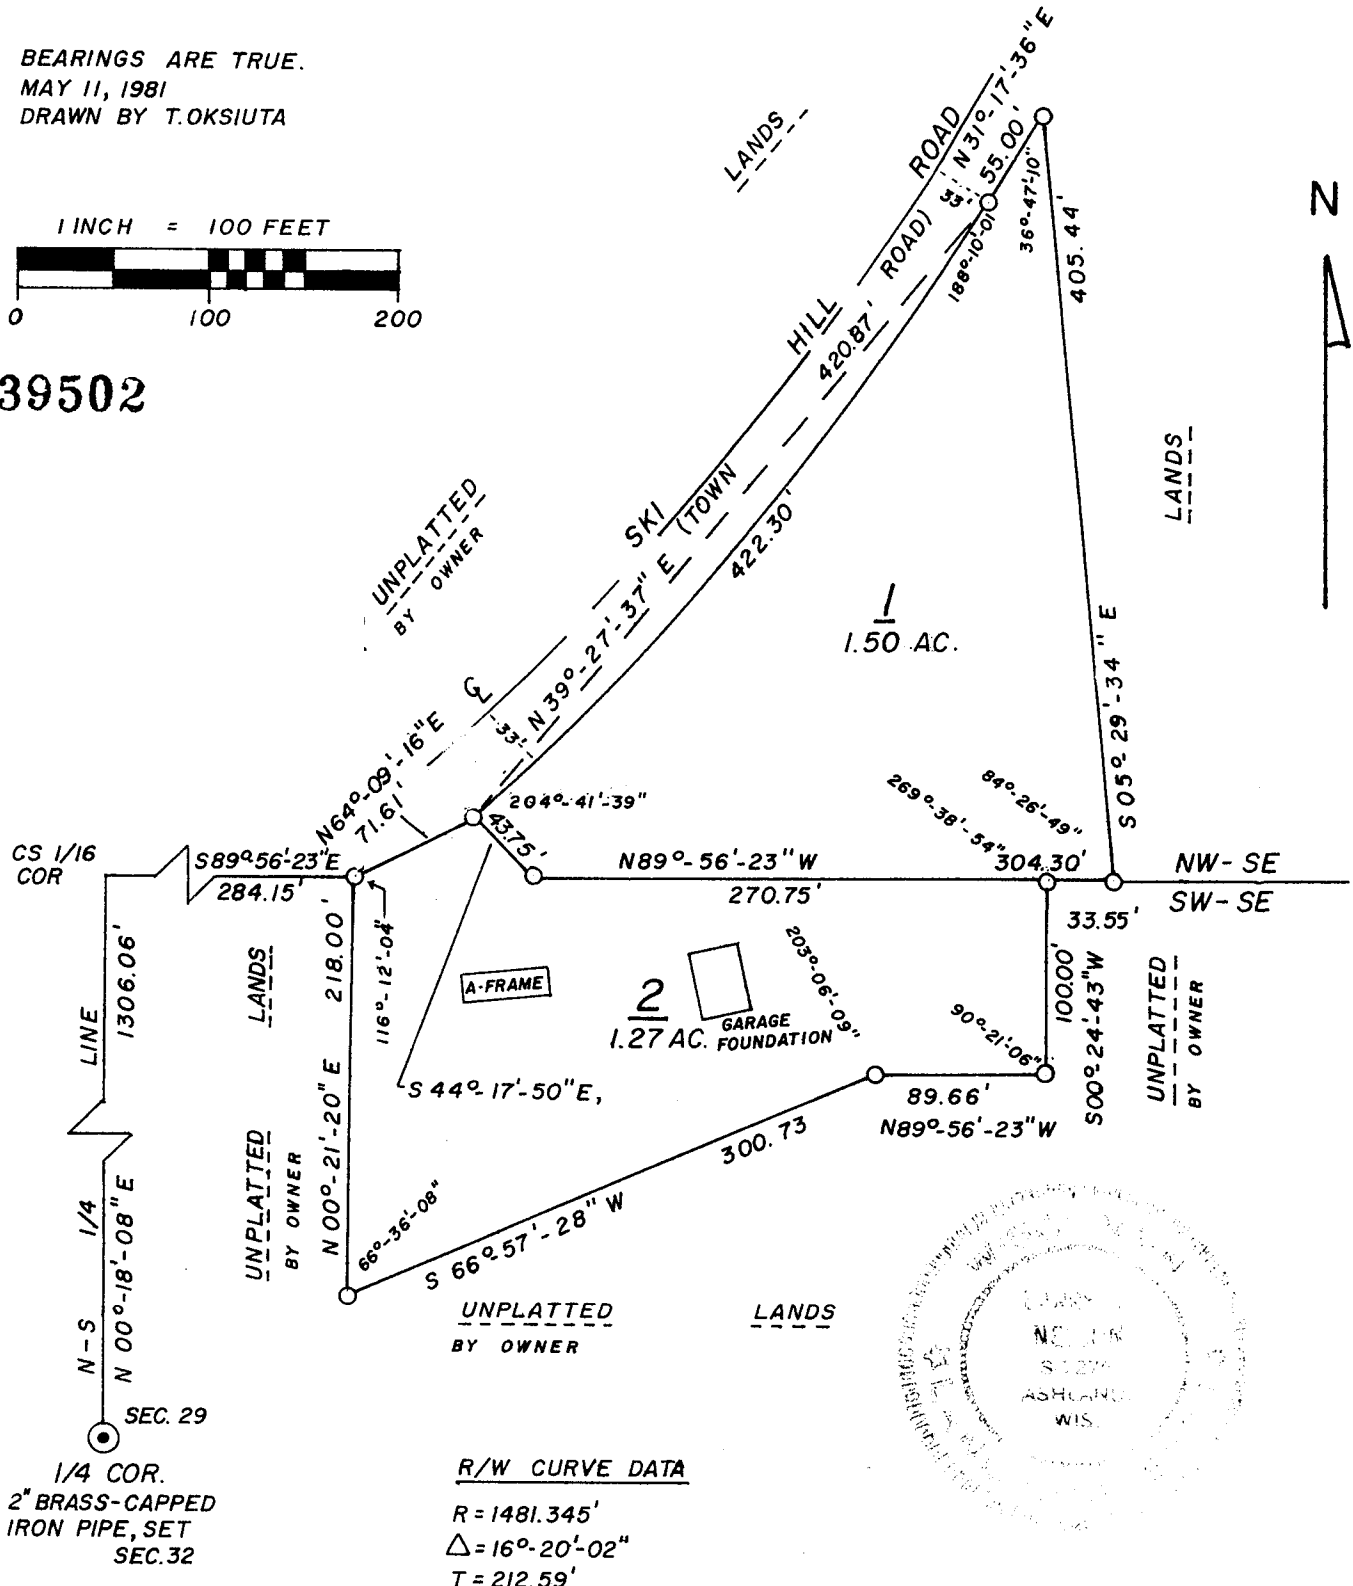 BEARINGS ARE TRUE.
MAY 11, 1981
DRAWN BY T.OKSIUTA
1 INCH = 100 FEET
0 100 200
39502
N
LANDS
UNPLATTED
BY OWNER
SKI HILL ROAD
(TOWN ROAD)
N 31°-17'-36" E
55.00'
33'
36°-47'-10"
188°-10'-01"
405.44'
S 05°-29'-34" E
LANDS
420.87'
N 39°-27'-37" E
422.30'
1
1.50 AC.
℄
33'
N64°-09'-16"E
71.61'
204°-41'-39"
43.75'
269°-38'-54"
84°-26'-49"
CS 1/16
COR
S89°-56'-23"E
284.15'
N89°-56'-23"W
270.75'
304.30'
33.55'
NW-SE
SW-SE
LINE
1306.06'
LANDS
218.00'
116°-12'-04"
A-FRAME
2
1.27 AC.
GARAGE
FOUNDATION
203°-06'-09"
90°-21'-06"
100.00'
S00°-24'-43"W
UNPLATTED
BY OWNER
S 44°-17'-50"E,
89.66'
N89°-56'-23"W
300.73
S 66°-57'-28" W
N 00°-21'-20" E
66°-36'-08"
UNPLATTED
BY OWNER
N-S 1/4
N 00°-18'-08" E
UNPLATTED LANDS
BY OWNER
SEC. 29
1/4 COR.
2" BRASS-CAPPED
IRON PIPE, SET
SEC.32
ASHLAND
WIS.
R/W CURVE DATA
R = 1481.345'
△ = 16°-20'-02"
T = 212.59'